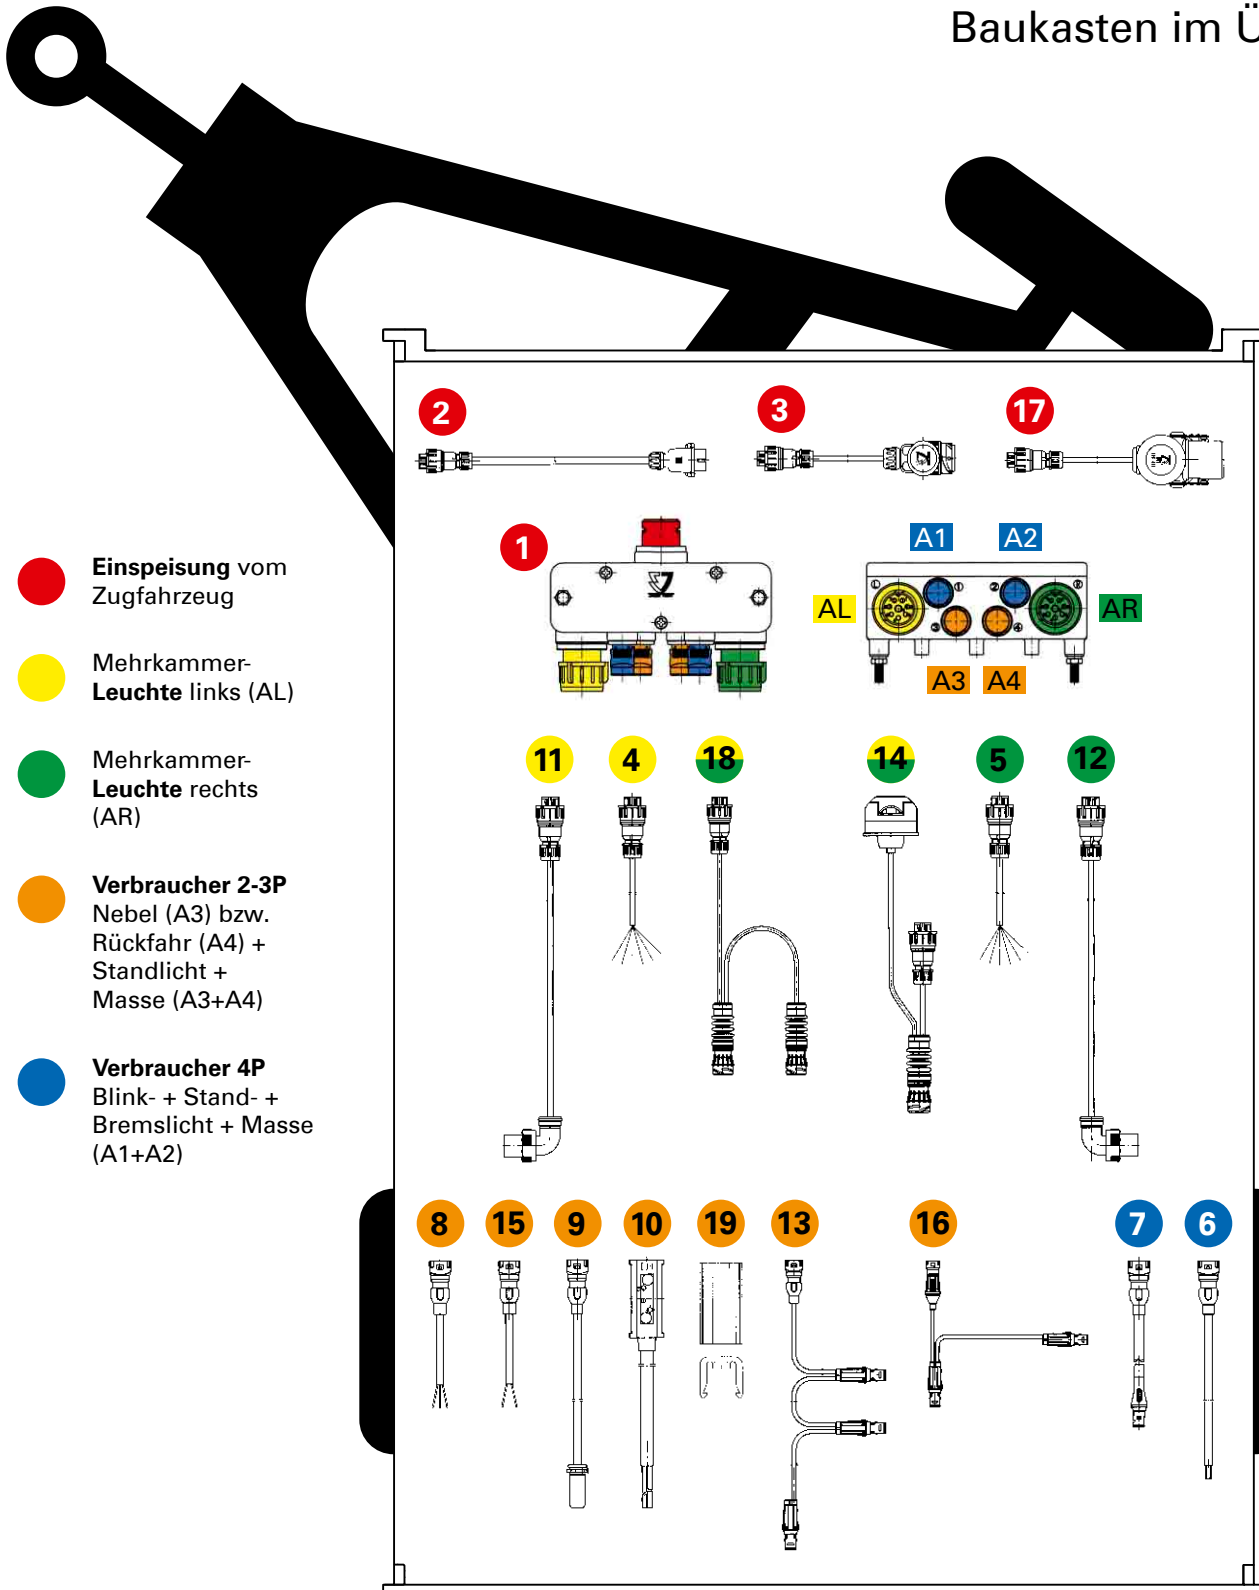 Baukasten im Ü
2
3
17
1
A1
A2
AL
AR
A3
A4
Einspeisung vom
Zugfahrzeug
Mehrkammer-
Leuchte links (AL)
Mehrkammer-
Leuchte rechts
(AR)
Verbraucher 2-3P
Nebel (A3) bzw.
Rückfahr (A4) +
Standlicht +
Masse (A3+A4)
Verbraucher 4P
Blink- + Stand- +
Bremslicht + Masse
(A1+A2)
11
4
18
14
5
12
8
15
9
10
19
13
16
7
6